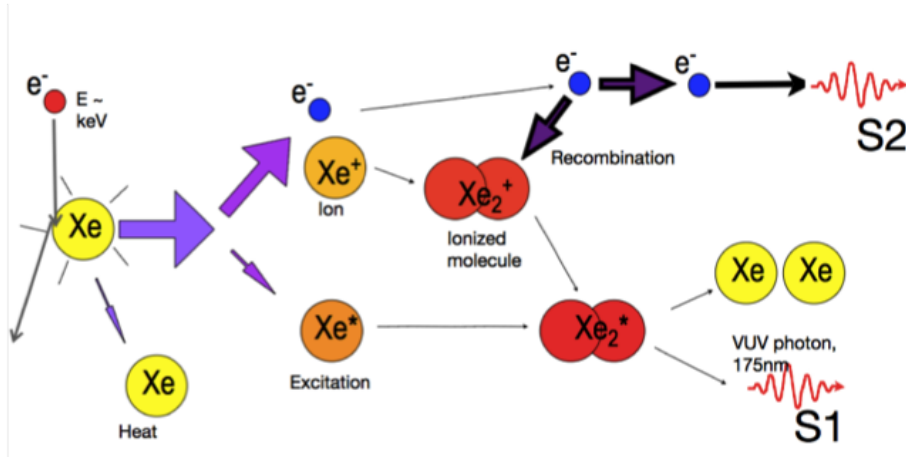 e⁻
E ~
keV
Xe
Xe
Heat
e⁻
Xe⁺
Ion
Xe*
Excitation
Xe₂⁺
Ionized
molecule
e⁻
Recombination
e⁻
S2
Xe₂*
Xe Xe
VUV photon,
175nm
S1